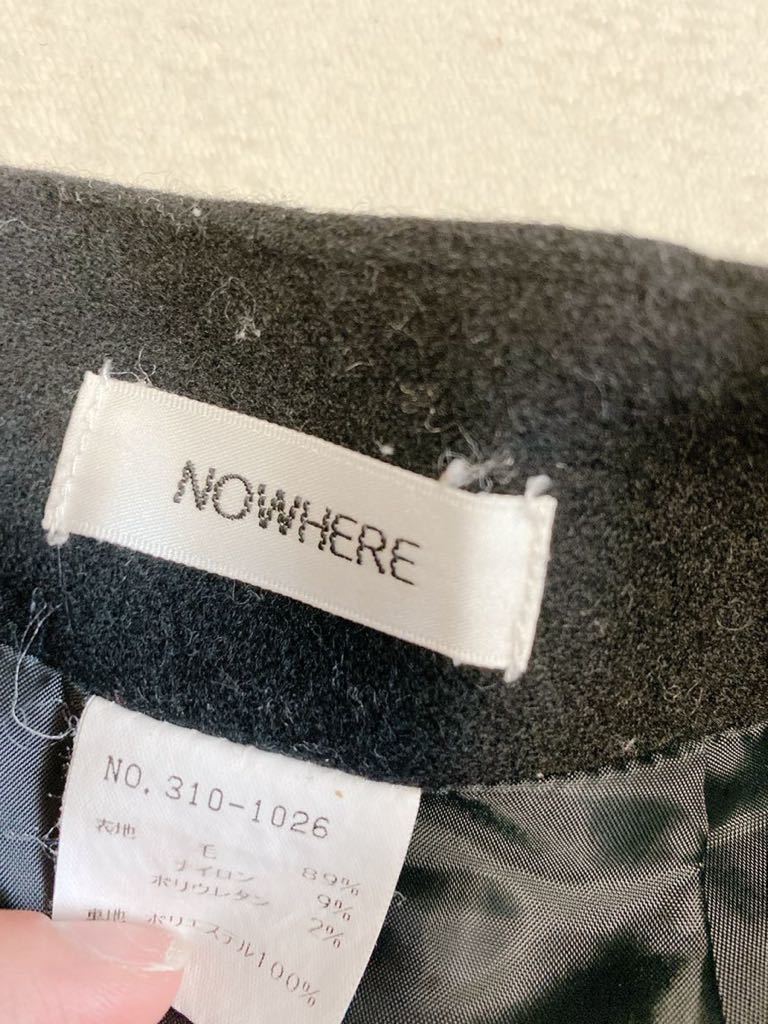 NOWHERE
NO. 310-1026
表地 モ 89%
ナイロン 9%
ポリウレタン 2%
裏地 ポリエステル100%